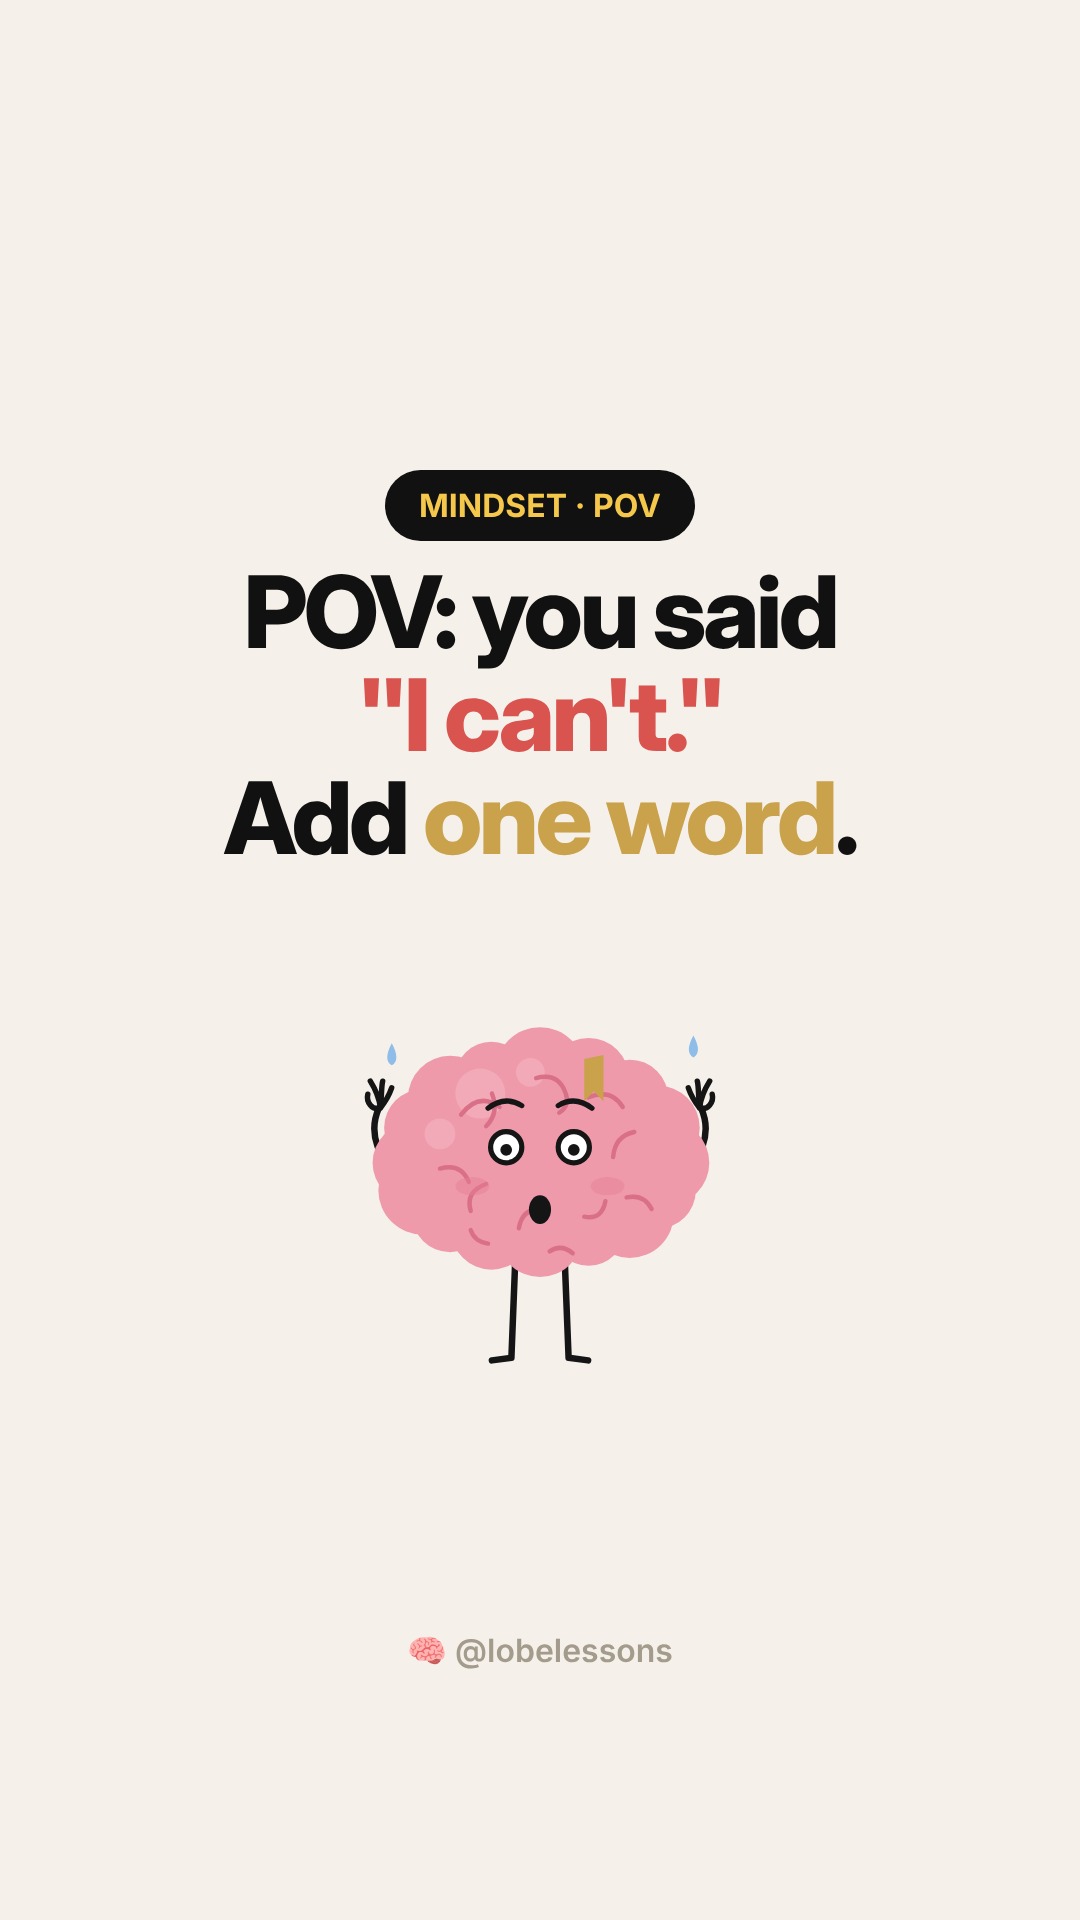 MINDSET · POV
POV: you said
"I can't."
Add one word.
🧠 @lobelessons